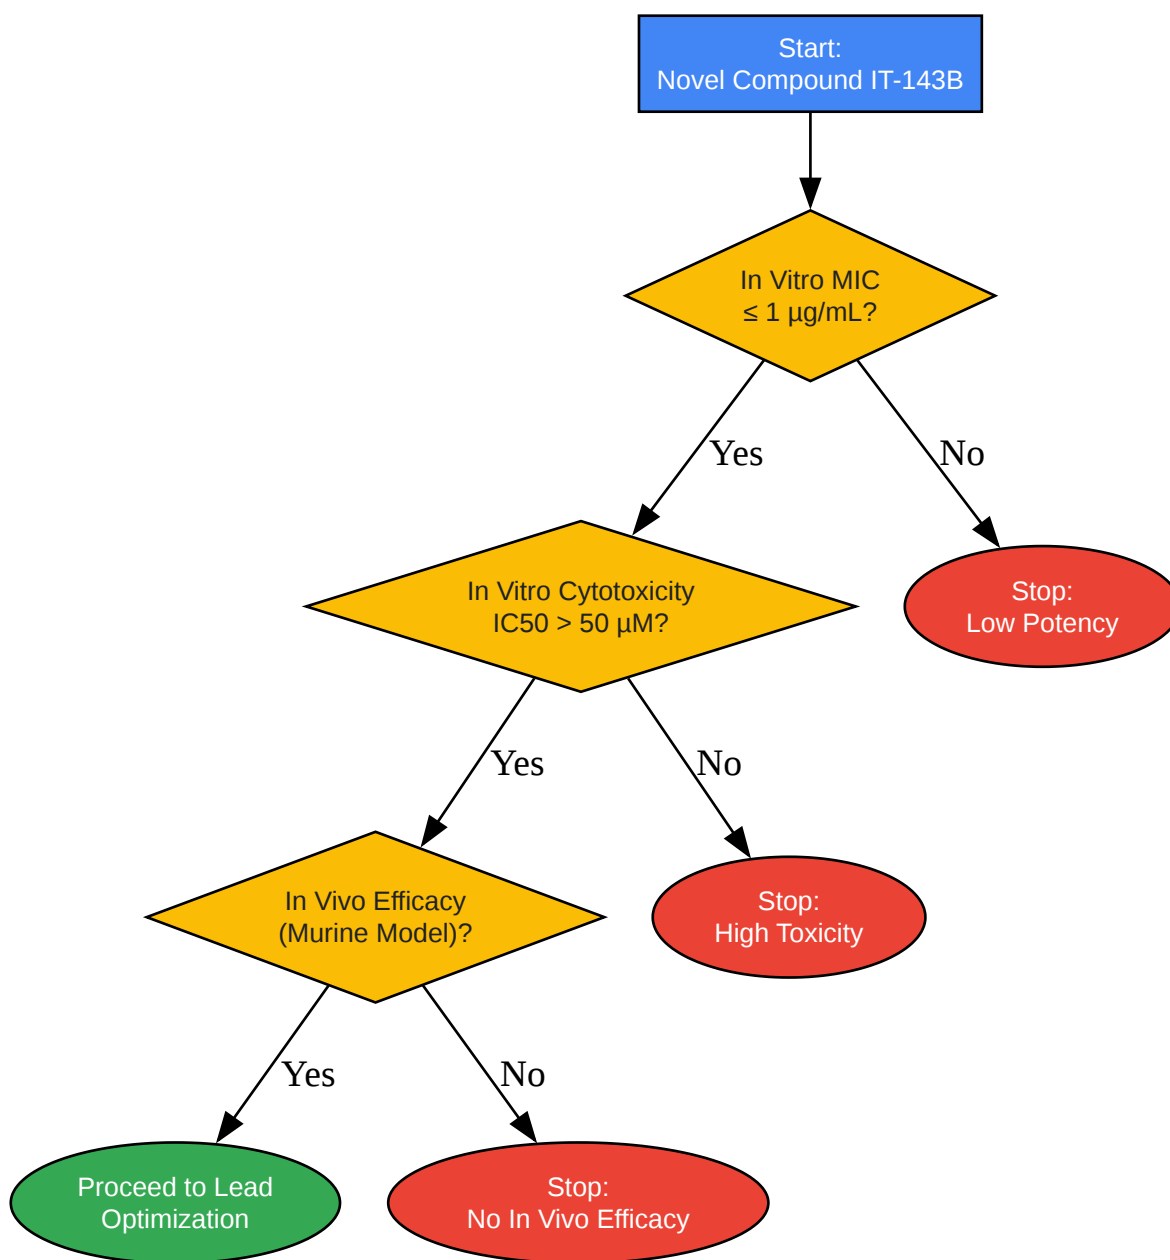 Start:
Novel Compound IT-143B
In Vitro MIC
≤ 1 µg/mL?
Yes
No
In Vitro Cytotoxicity
IC50 > 50 µM?
Stop:
Low Potency
Yes
No
In Vivo Efficacy
(Murine Model)?
Stop:
High Toxicity
Yes
No
Proceed to Lead
Optimization
Stop:
No In Vivo Efficacy